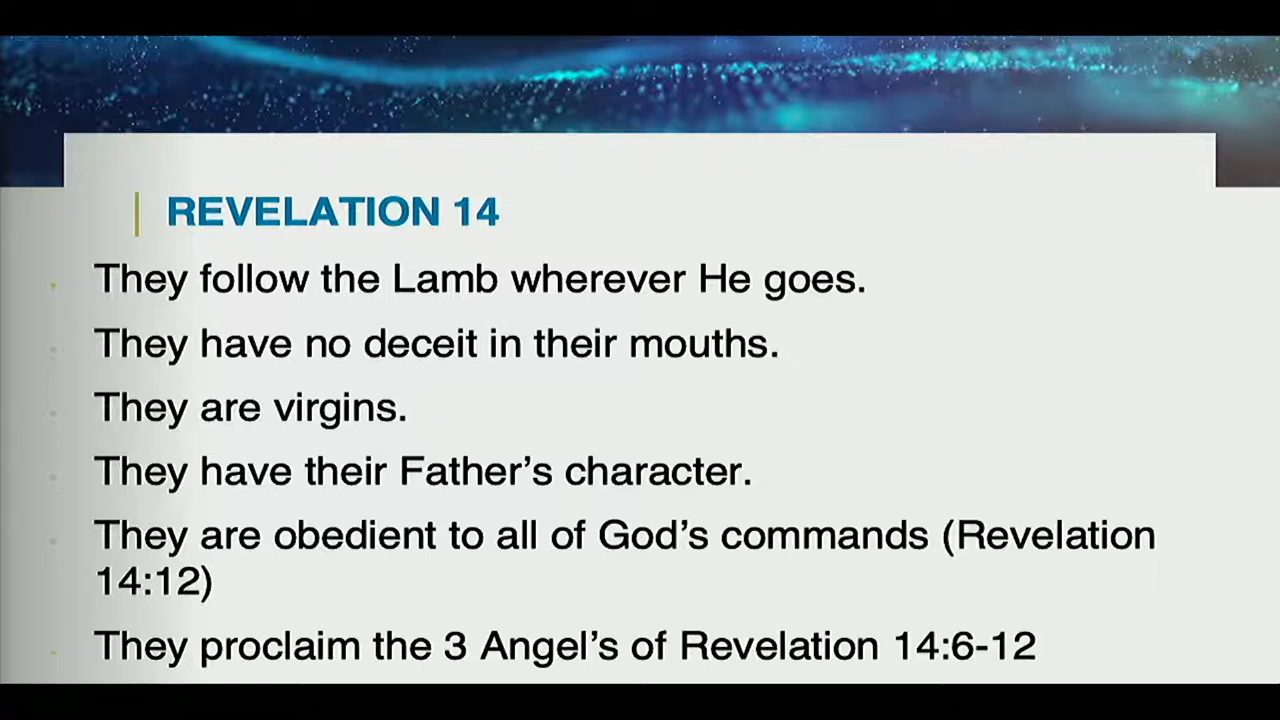 REVELATION 14
They follow the Lamb wherever He goes.
They have no deceit in their mouths.
They are virgins.
They have their Father’s character.
They are obedient to all of God’s commands (Revelation
14:12)
They proclaim the 3 Angel’s of Revelation 14:6-12